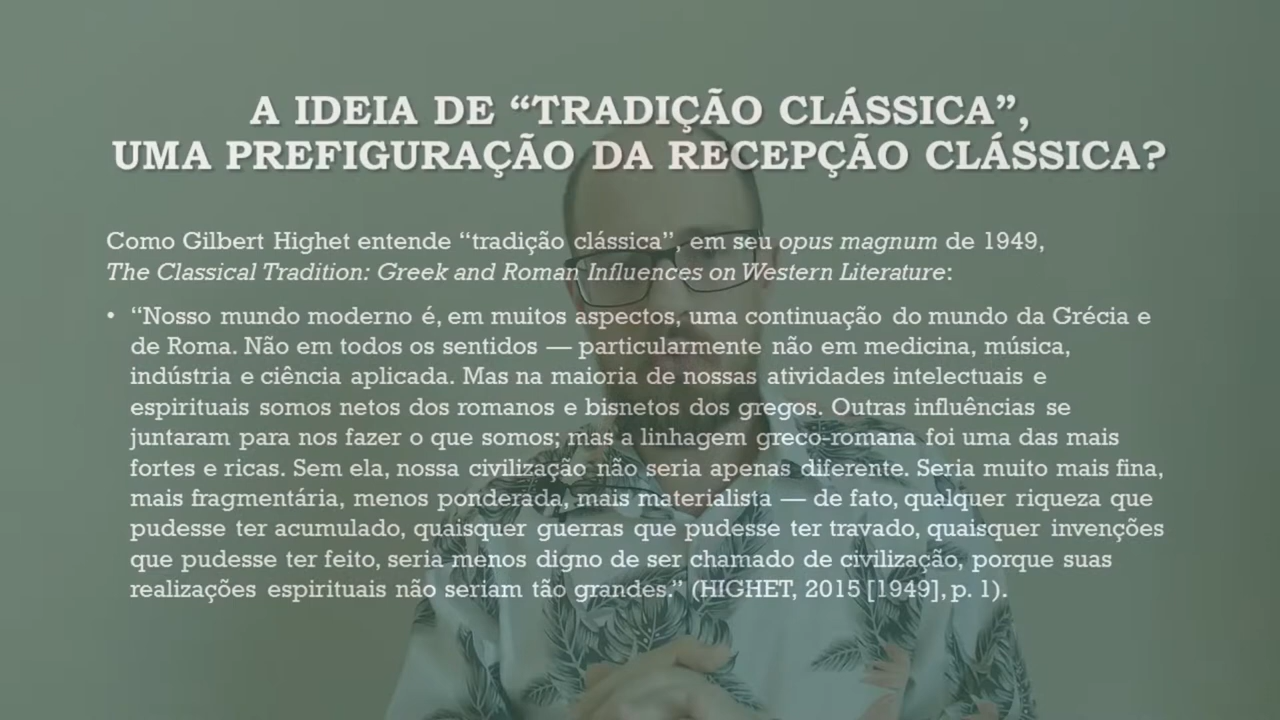 A IDEIA DE “TRADIÇÃO CLÁSSICA”,
UMA PREFIGURAÇÃO DA RECEPÇÃO CLÁSSICA?
Como Gilbert Highet entende “tradição clássica”, em seu opus magnum de 1949,
The Classical Tradition: Greek and Roman Influences on Western Literature:
• “Nosso mundo moderno é, em muitos aspectos, uma continuação do mundo da Grécia e
de Roma. Não em todos os sentidos — particularmente não em medicina, música,
indústria e ciência aplicada. Mas na maioria de nossas atividades intelectuais e
espirituais somos netos dos romanos e bisnetos dos gregos. Outras influências se
juntaram para nos fazer o que somos; mas a linhagem greco-romana foi uma das mais
fortes e ricas. Sem ela, nossa civilização não seria apenas diferente. Seria muito mais fina,
mais fragmentária, menos ponderada, mais materialista — de fato, qualquer riqueza que
pudesse ter acumulado, quaisquer guerras que pudesse ter travado, quaisquer invenções
que pudesse ter feito, seria menos digno de ser chamado de civilização, porque suas
realizações espirituais não seriam tão grandes.” (HIGHET, 2015 [1949], p. 1).